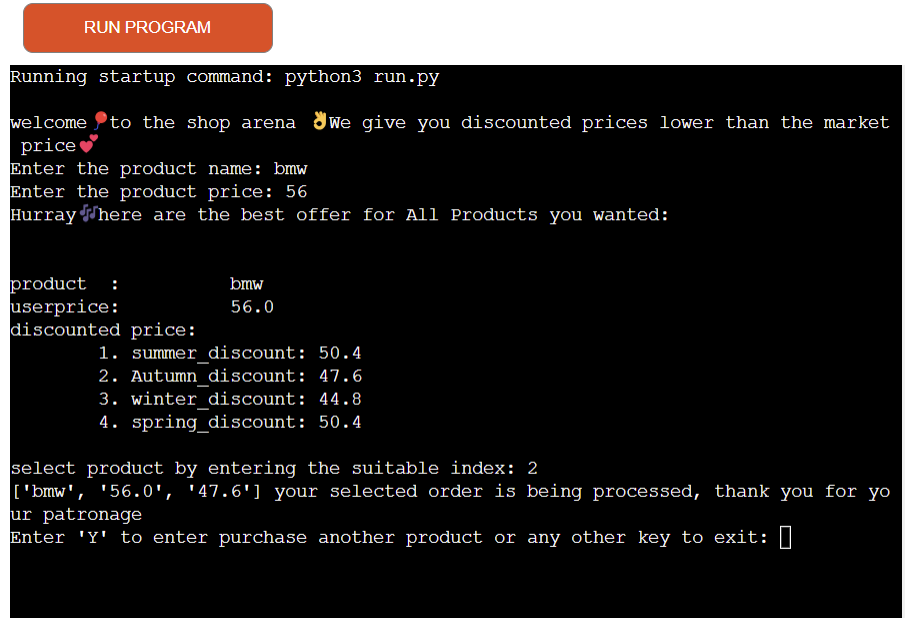 RUN PROGRAM
Running startup command: python3 run.py
welcome🎈to the shop arena 👌We give you discounted prices lower than the market
price💕
Enter the product name: bmw
Enter the product price: 56
Hurray🎶here are the best offer for All Products you wanted:
product  :          bmw
userprice:          56.0
discounted price:
1. summer_discount: 50.4
2. Autumn_discount: 47.6
3. winter_discount: 44.8
4. spring_discount: 50.4
select product by entering the suitable index: 2
['bmw', '56.0', '47.6'] your selected order is being processed, thank you for yo
ur patronage
Enter 'Y' to enter purchase another product or any other key to exit: